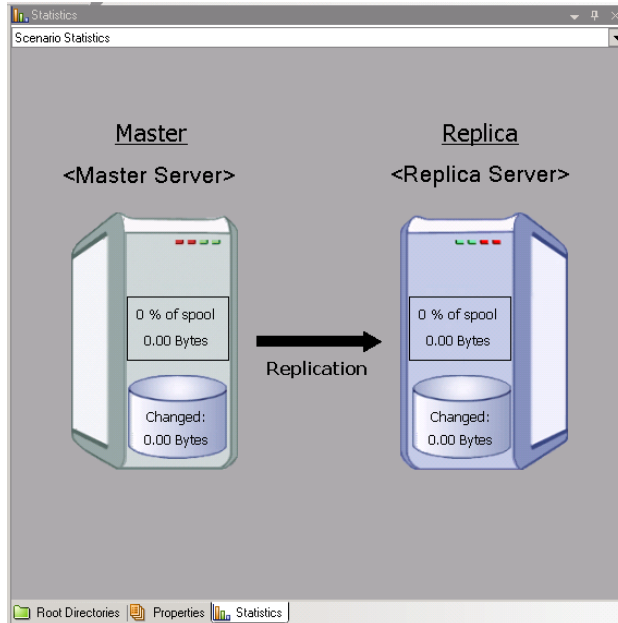 Statistics
Scenario Statistics
Master
Replica
<Master Server>
<Replica Server>
0 % of spool
0.00 Bytes
0 % of spool
0.00 Bytes
Replication
Changed:
0.00 Bytes
Changed:
0.00 Bytes
Root Directories
Properties
Statistics